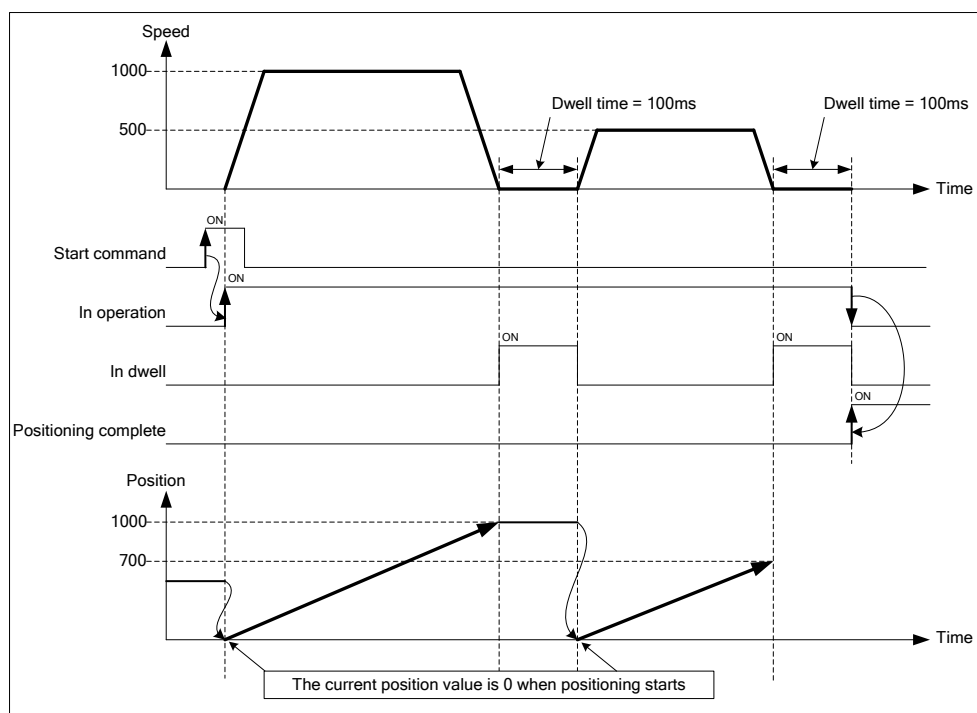 Speed
1000
Dwell time = 100ms
Dwell time = 100ms
500
Time
ON
Start command
ON
In operation
ON
ON
In dwell
ON
Positioning complete
Position
1000
700
Time
The current position value is 0 when positioning starts